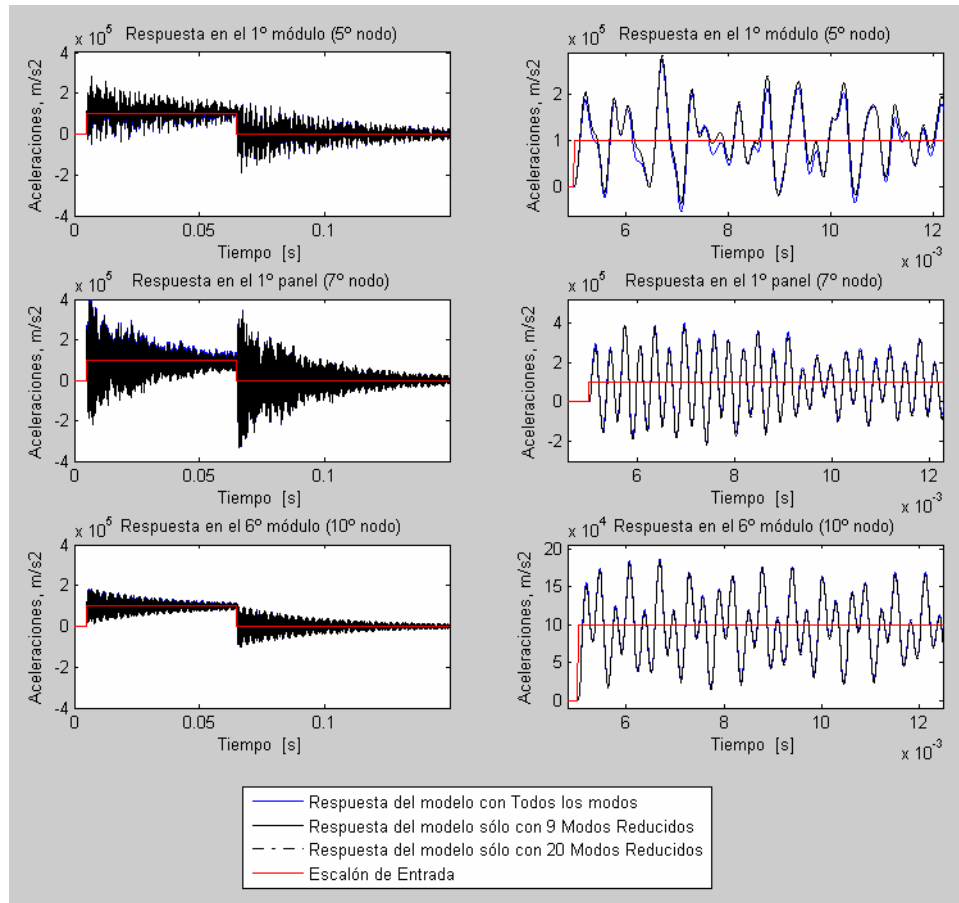 x 10^5 Respuesta en el 1º módulo (5º nodo)
4
2
0
-2
-4
Aceleraciones, m/s2
0 0.05 0.1
Tiempo [s]
x 10^5 Respuesta en el 1º módulo (5º nodo)
2
1
0
Aceleraciones, m/s2
6 8 10 12
Tiempo [s]
x 10^-3
x 10^5 Respuesta en el 1º panel (7º nodo)
4
2
0
-2
-4
Aceleraciones, m/s2
0 0.05 0.1
Tiempo [s]
x 10^5 Respuesta en el 1º panel (7º nodo)
4
2
0
-2
Aceleraciones, m/s2
6 8 10 12
Tiempo [s]
x 10^-3
x 10^5 Respuesta en el 6º módulo (10º nodo)
4
2
0
-2
-4
Aceleraciones, m/s2
0 0.05 0.1
Tiempo [s]
x 10^4 Respuesta en el 6º módulo (10º nodo)
20
15
10
5
0
Aceleraciones, m/s2
6 8 10 12
Tiempo [s]
x 10^-3
Respuesta del modelo con Todos los modos
Respuesta del modelo sólo con 9 Modos Reducidos
Respuesta del modelo sólo con 20 Modos Reducidos
Escalón de Entrada